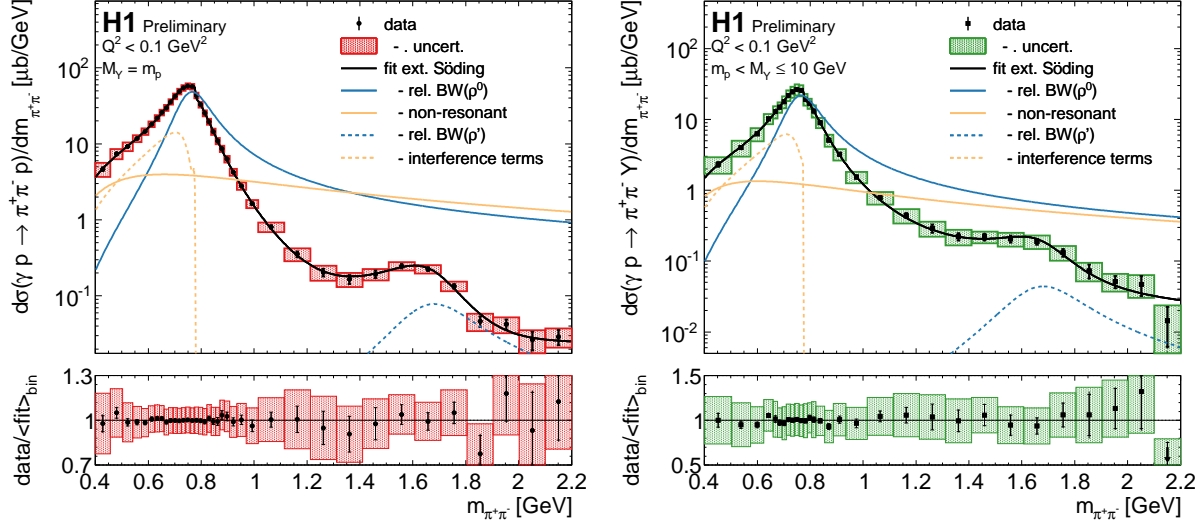 H1 Preliminary
Q² < 0.1 GeV²
M_Y = m_p
data
- . uncert.
fit ext. Söding
- rel. BW(ρ⁰)
- non-resonant
- rel. BW(ρ')
- interference terms
dσ(γ p → π⁺π⁻ p)/dm_π⁺π⁻ [μb/GeV]
10²
10
1
10⁻¹
data/<fit>_bin
1.3
1
0.7
0.4 0.6 0.8 1 1.2 1.4 1.6 1.8 2 2.2
m_π⁺π⁻ [GeV]
H1 Preliminary
Q² < 0.1 GeV²
m_p < M_Y ≤ 10 GeV
data
- . uncert.
fit ext. Söding
- rel. BW(ρ⁰)
- non-resonant
- rel. BW(ρ')
- interference terms
dσ(γ p → π⁺π⁻ Y)/dm_π⁺π⁻ [μb/GeV]
10²
10
1
10⁻¹
10⁻²
data/<fit>_bin
1.5
1
0.5
0.4 0.6 0.8 1 1.2 1.4 1.6 1.8 2 2.2
m_π⁺π⁻ [GeV]